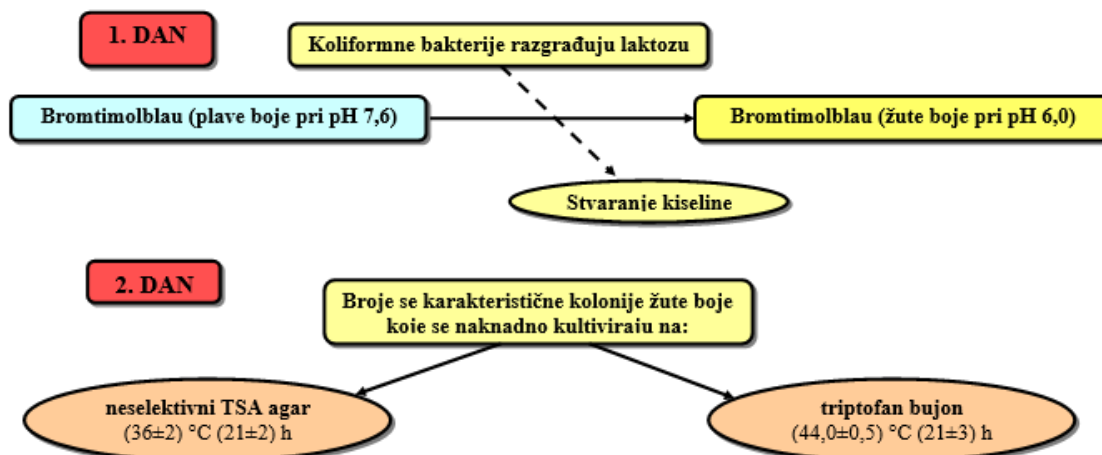 1. DAN
Koliformne bakterije razgrađuju laktozu
Bromtimolblau (plave boje pri pH 7,6)
Bromtimolblau (žute boje pri pH 6,0)
Stvaranje kiseline
2. DAN
Broje se karakteristične kolonije žute boje
koje se naknadno kultiviraju na:
neselektivni TSA agar
(36±2) °C (21±2) h
triptofan bujon
(44,0±0,5) °C (21±3) h